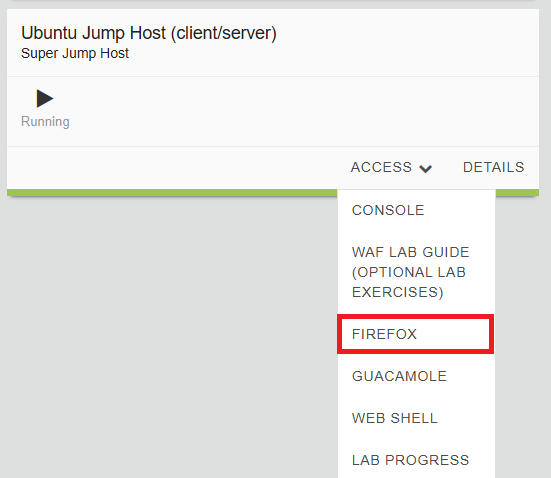 Ubuntu Jump Host (client/server)
Super Jump Host
Running
ACCESS DETAILS
CONSOLE
WAF LAB GUIDE
(OPTIONAL LAB
EXERCISES)
FIREFOX
GUACAMOLE
WEB SHELL
LAB PROGRESS